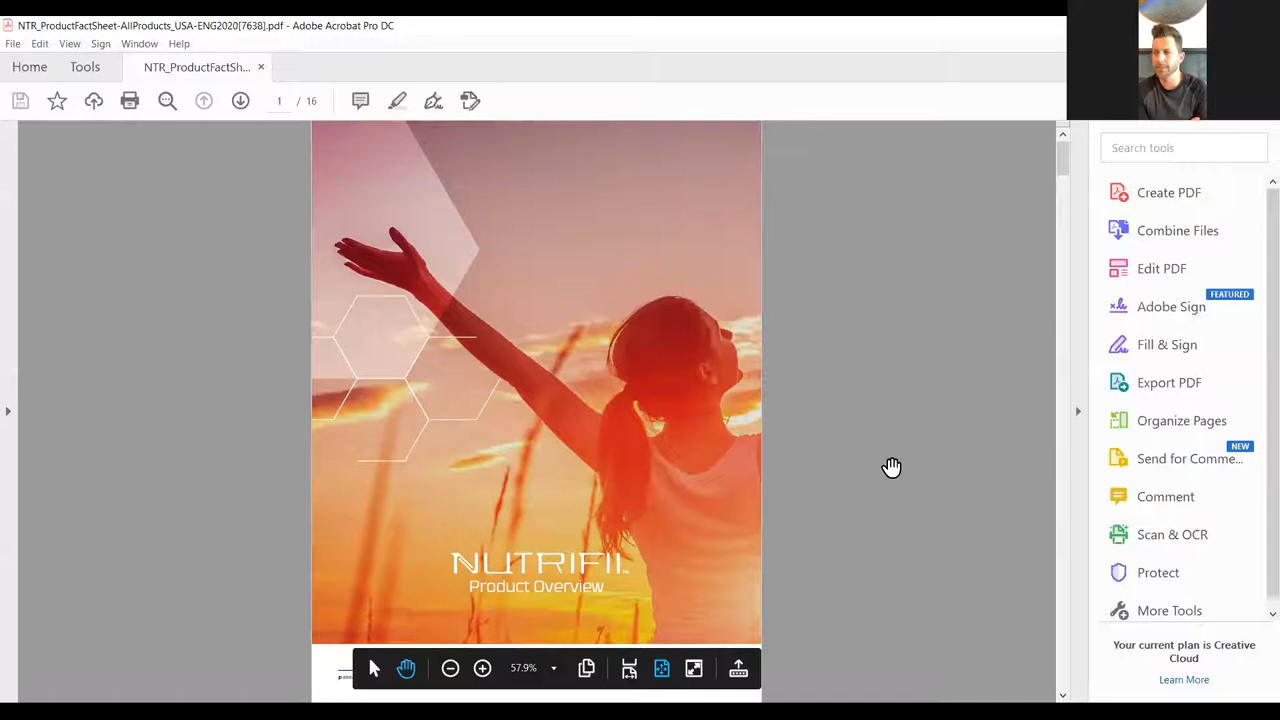 NTR_ProductFactSheet-AllProducts_USA-ENG2020[7638].pdf - Adobe Acrobat Pro DC
File Edit View Sign Window Help
Home Tools NTR_ProductFactSh... ×
1 / 16
Search tools
Create PDF
Combine Files
Edit PDF
FEATURED
Adobe Sign
Fill & Sign
Export PDF
Organize Pages
NEW
Send for Comme...
Comment
Scan & OCR
Protect
More Tools
NUTRIFII™
Product Overview
57.9%
Your current plan is Creative
Cloud
Learn More